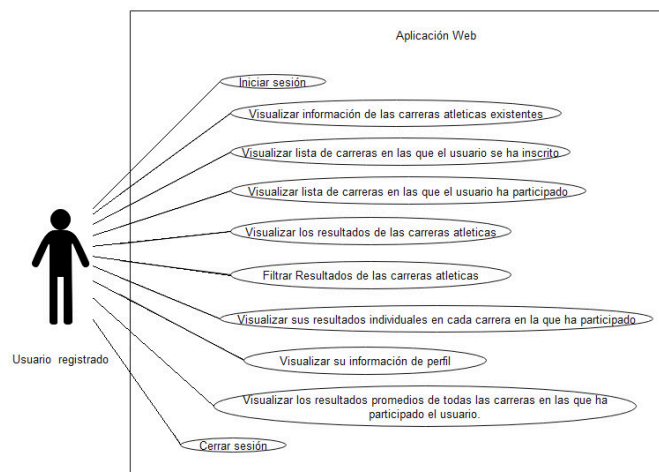 Aplicación Web
Iniciar sesión
Visualizar información de las carreras atleticas existentes
Visualizar lista de carreras en las que el usuario se ha inscrito
Visualizar lista de carreras en las que el usuario ha participado
Visualizar los resultados de las carreras atleticas
Filtrar Resultados de las carreras atleticas
Visualizar sus resultados individuales en cada carrera en la que ha participado
Usuario registrado
Visualizar su información de perfil
Visualizar los resultados promedios de todas las carreras en las que ha
participado el usuario.
Cerrar sesión